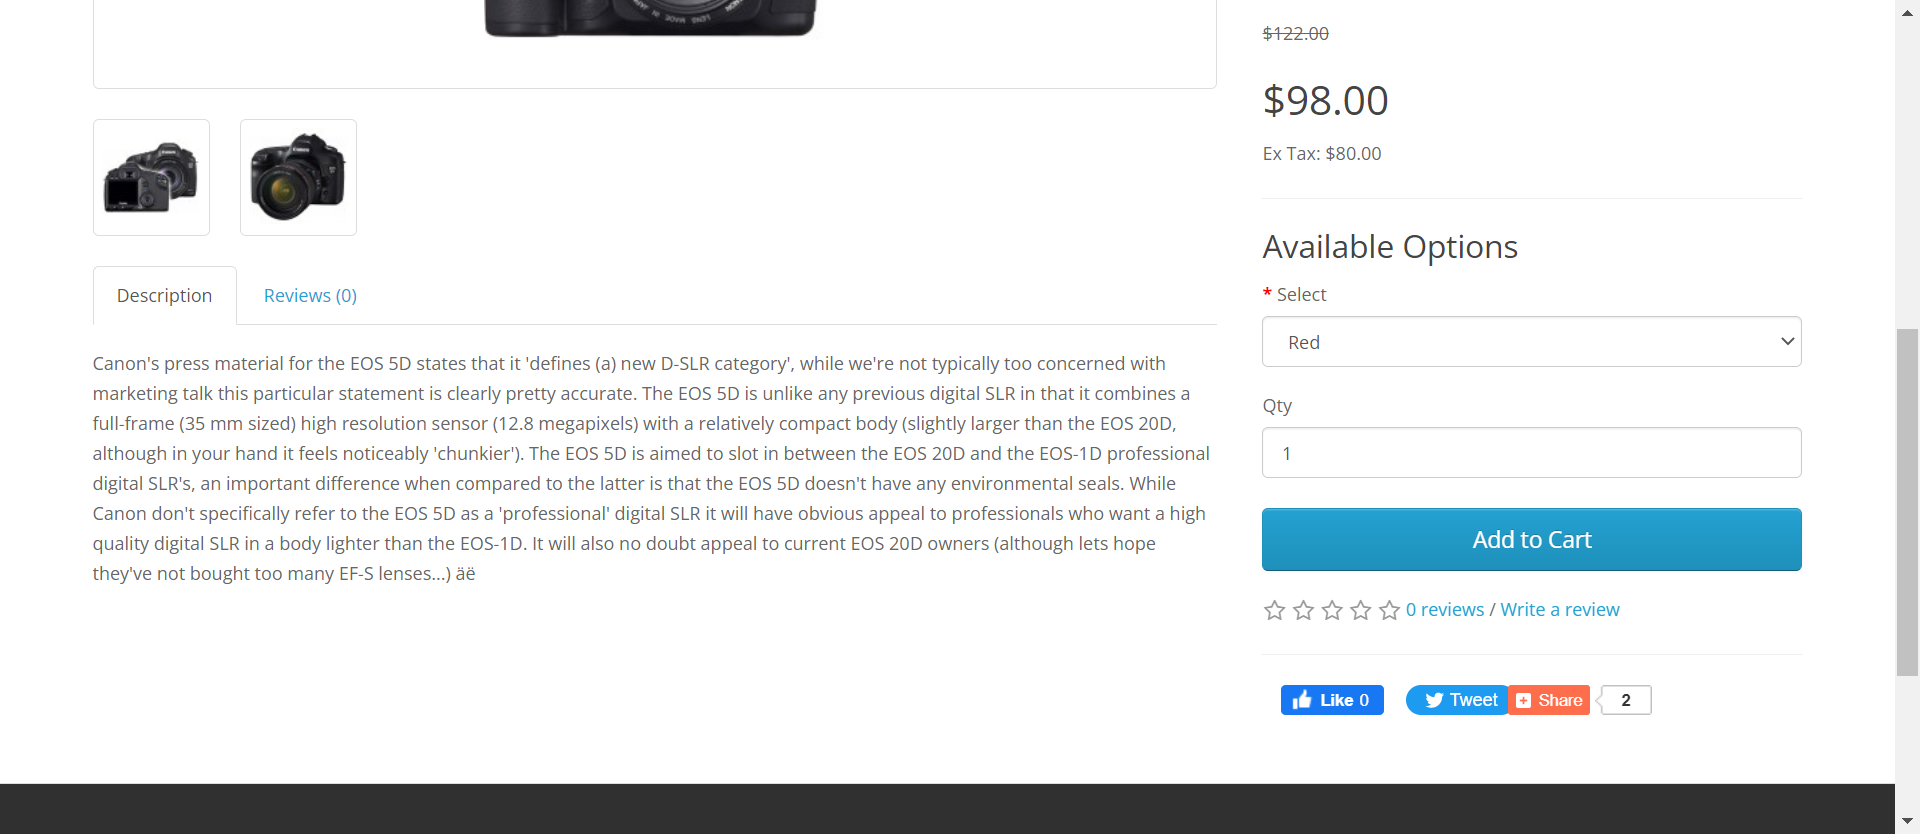 $122.00
$98.00
Ex Tax: $80.00
Description
Reviews (0)
Canon's press material for the EOS 5D states that it 'defines (a) new D-SLR category', while we're not typically too concerned with
marketing talk this particular statement is clearly pretty accurate. The EOS 5D is unlike any previous digital SLR in that it combines a
full-frame (35 mm sized) high resolution sensor (12.8 megapixels) with a relatively compact body (slightly larger than the EOS 20D,
although in your hand it feels noticeably 'chunkier'). The EOS 5D is aimed to slot in between the EOS 20D and the EOS-1D professional
digital SLR's, an important difference when compared to the latter is that the EOS 5D doesn't have any environmental seals. While
Canon don't specifically refer to the EOS 5D as a 'professional' digital SLR it will have obvious appeal to professionals who want a high
quality digital SLR in a body lighter than the EOS-1D. It will also no doubt appeal to current EOS 20D owners (although lets hope
they've not bought too many EF-S lenses...) äë
Available Options
* Select
Red
Qty
1
Add to Cart
0 reviews / Write a review
Like 0
Tweet
Share
2